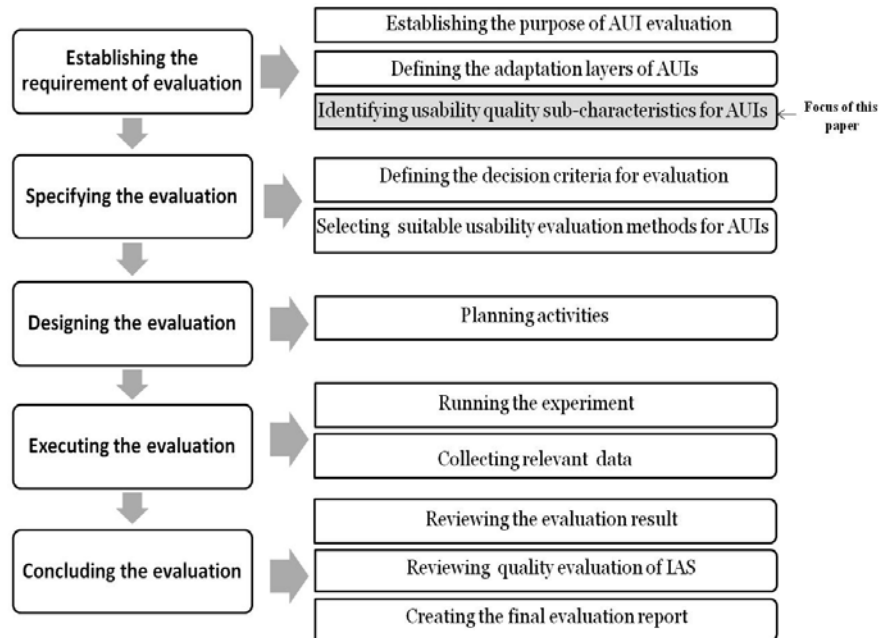 Establishing the
requirement of evaluation
Establishing the purpose of AUI evaluation
Defining the adaptation layers of AUIs
Identifying usability quality sub-characteristics for AUIs
Focus of this
paper
Specifying the evaluation
Defining the decision criteria for evaluation
Selecting suitable usability evaluation methods for AUIs
Designing the evaluation
Planning activities
Executing the evaluation
Running the experiment
Collecting relevant data
Concluding the evaluation
Reviewing the evaluation result
Reviewing quality evaluation of IAS
Creating the final evaluation report